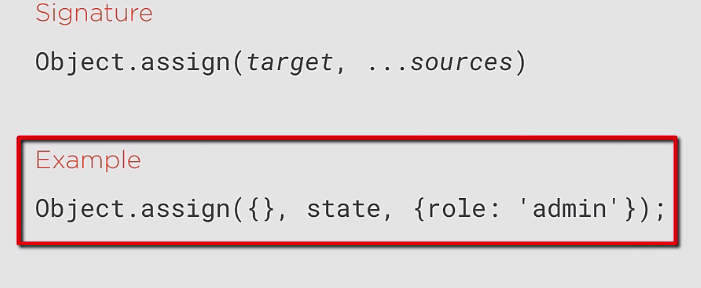 Signature
Object.assign(target, ...sources)
Example
Object.assign({}, state, {role: 'admin'});